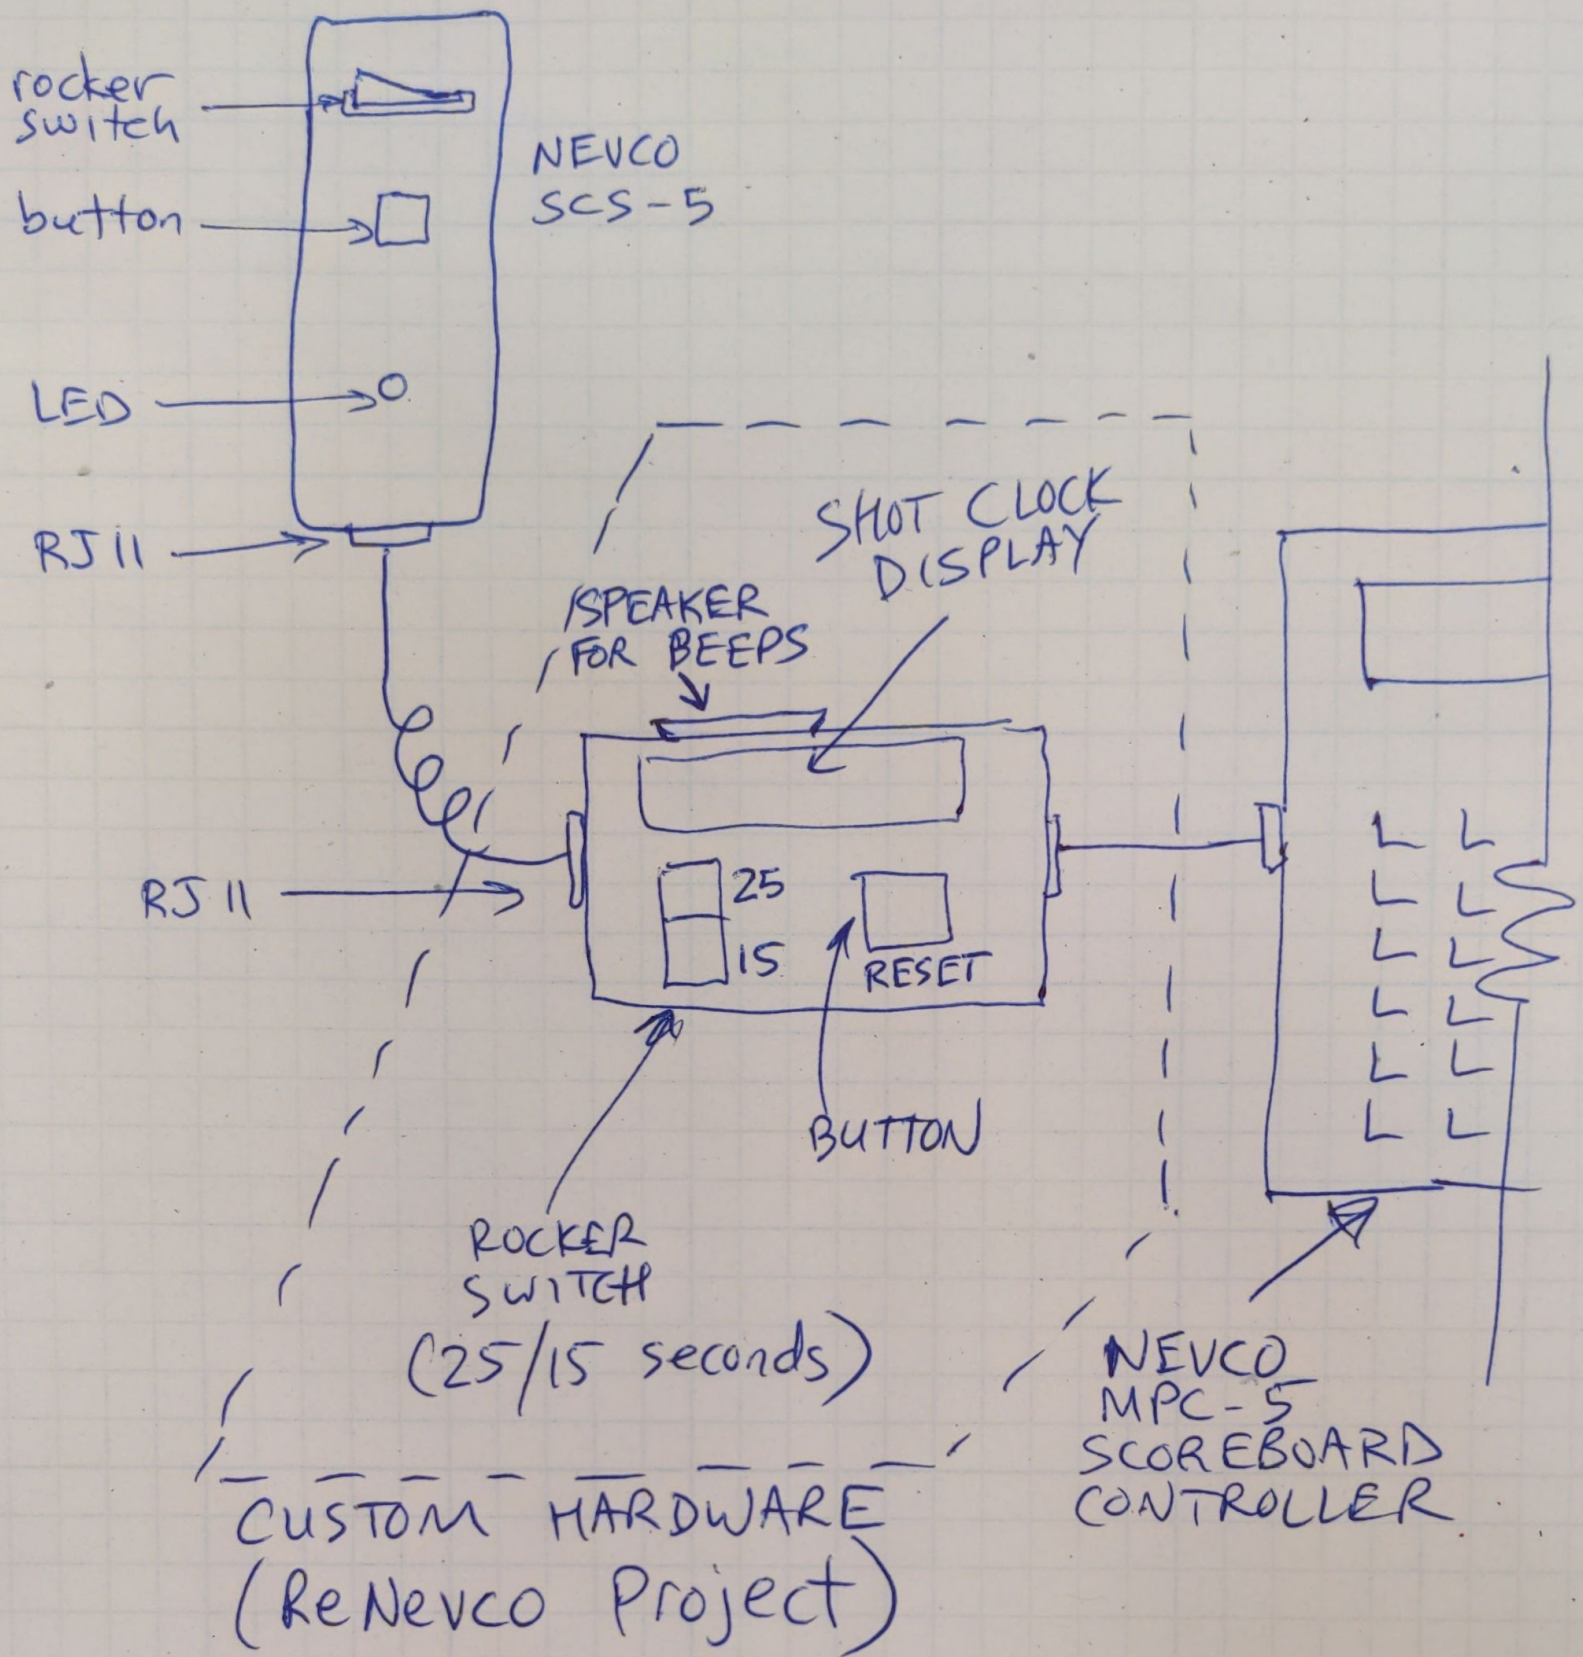 rocker
switch
NEVCO
SCS-5
button
LED
RJ11
SHOT CLOCK
DISPLAY
SPEAKER
FOR BEEPS
RJ11
25
15
RESET
BUTTON
ROCKER
SWITCH
(25/15 seconds)
NEVCO
MPC-5
SCOREBOARD
CONTROLLER
CUSTOM HARDWARE
(ReNevco Project)